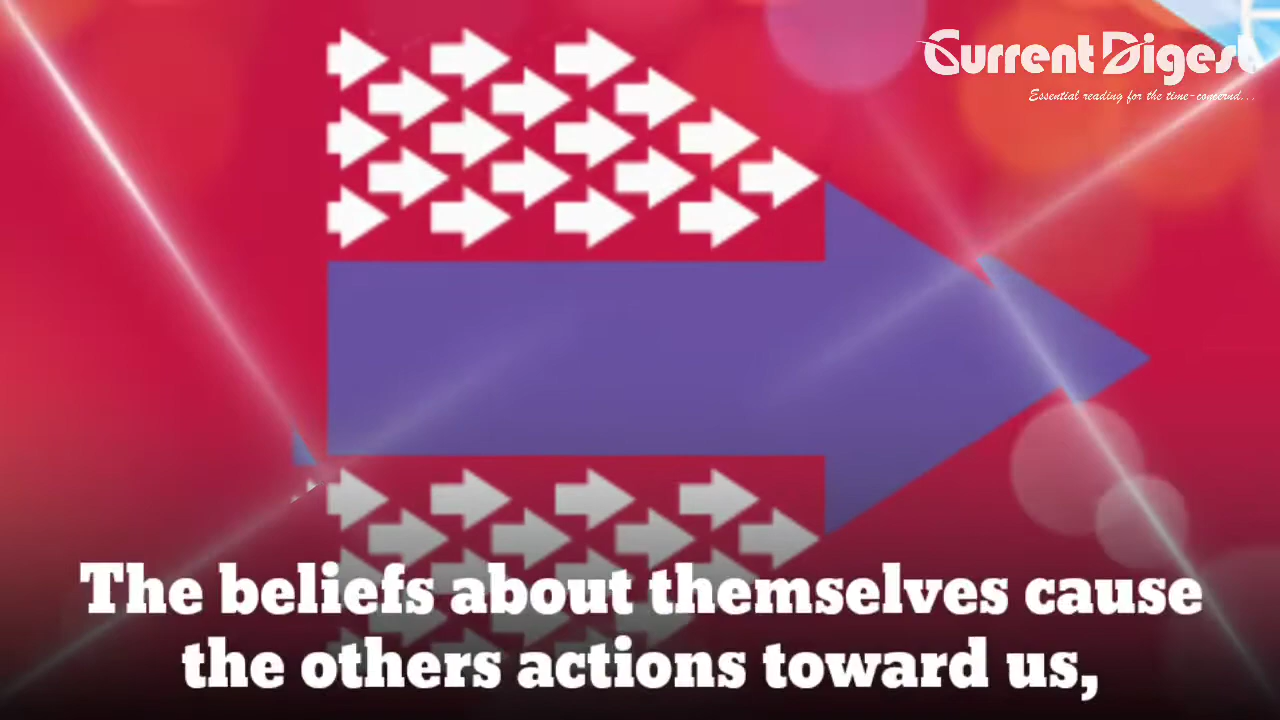 Current Digest
Essential reading for the time-concernd...
The beliefs about themselves cause
the others actions toward us,